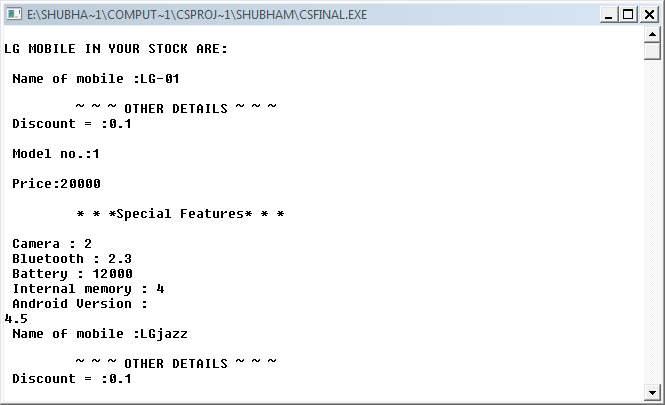 E:\SHUBHA~1\COMPUT~1\CSPROJ~1\SHUBHAM\CSFINAL.EXE
LG MOBILE IN YOUR STOCK ARE:
Name of mobile :LG-01
~ ~ ~ OTHER DETAILS ~ ~ ~
Discount = :0.1
Model no.:1
Price:20000
* * *Special Features* * *
Camera : 2
Bluetooth : 2.3
Battery : 12000
Internal memory : 4
Android Version :
4.5
Name of mobile :LGjazz
~ ~ ~ OTHER DETAILS ~ ~ ~
Discount = :0.1